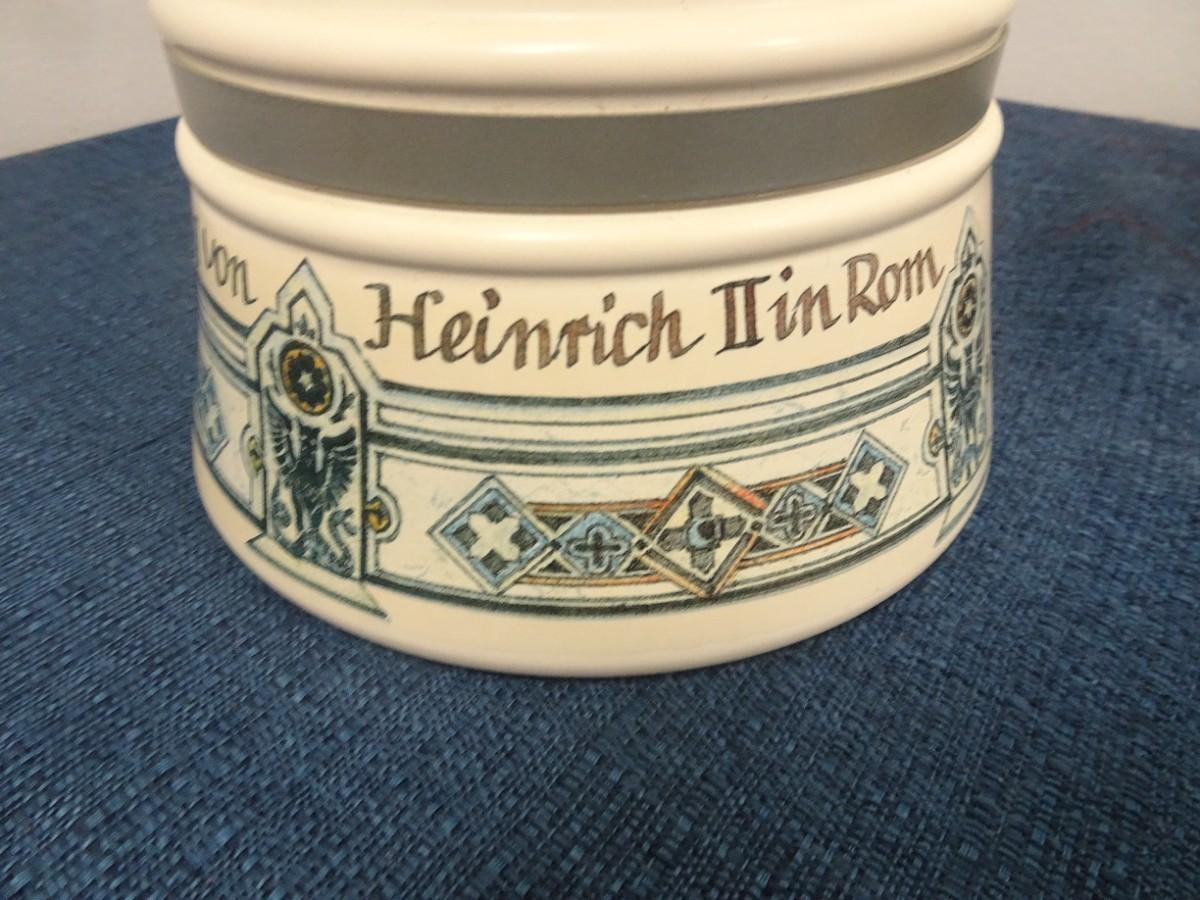 von Heinrich II in Rom